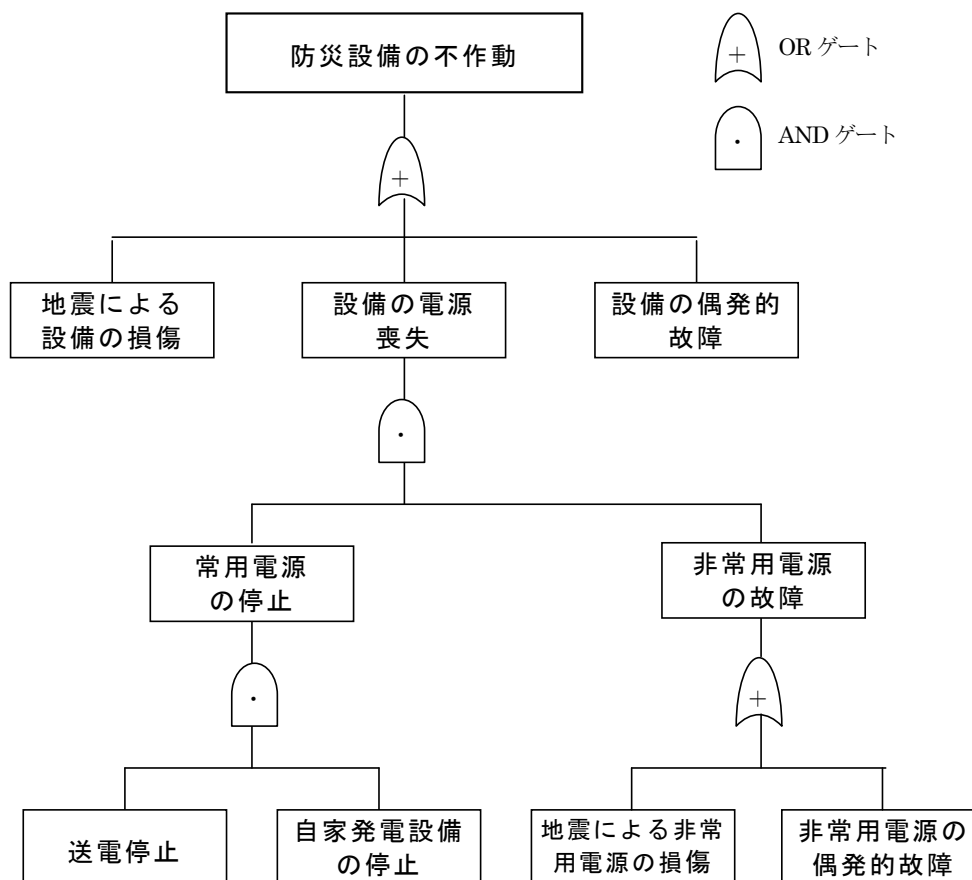 防災設備の不作動
+
OR ゲート
・
AND ゲート
+
地震による
設備の損傷
設備の電源
喪失
設備の偶発的
故障
・
常用電源
の停止
非常用電源
の故障
・
+
送電停止
自家発電設備
の停止
地震による非常
用電源の損傷
非常用電源の
偶発的故障